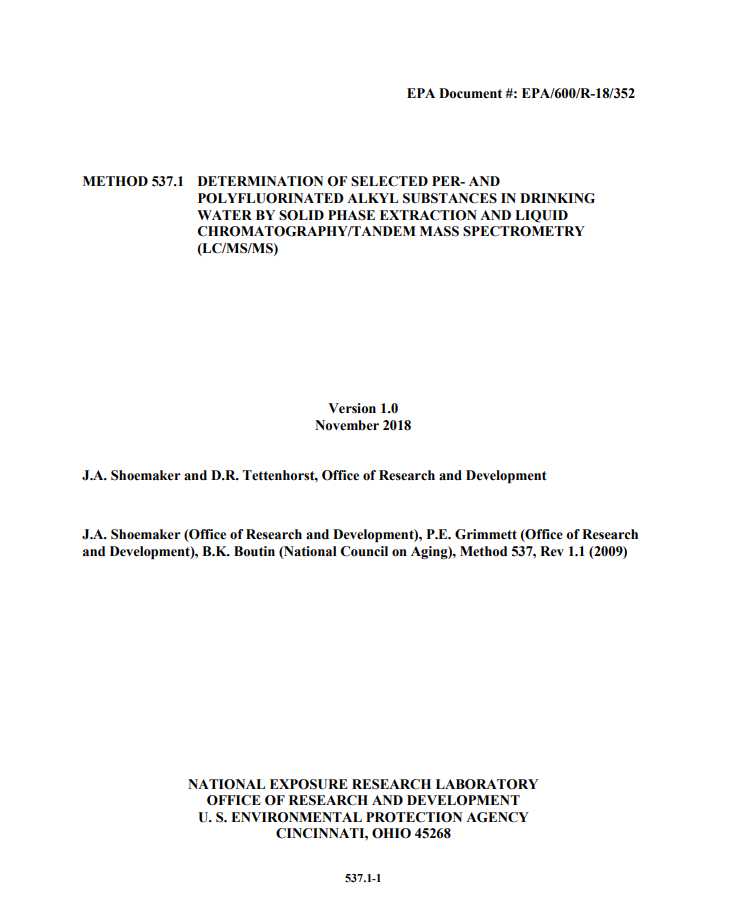 EPA Document #: EPA/600/R-18/352
METHOD 537.1 DETERMINATION OF SELECTED PER- AND
POLYFLUORINATED ALKYL SUBSTANCES IN DRINKING
WATER BY SOLID PHASE EXTRACTION AND LIQUID
CHROMATOGRAPHY/TANDEM MASS SPECTROMETRY
(LC/MS/MS)
Version 1.0
November 2018
J.A. Shoemaker and D.R. Tettenhorst, Office of Research and Development
J.A. Shoemaker (Office of Research and Development), P.E. Grimmett (Office of Research
and Development), B.K. Boutin (National Council on Aging), Method 537, Rev 1.1 (2009)
NATIONAL EXPOSURE RESEARCH LABORATORY
OFFICE OF RESEARCH AND DEVELOPMENT
U. S. ENVIRONMENTAL PROTECTION AGENCY
CINCINNATI, OHIO 45268
537.1-1